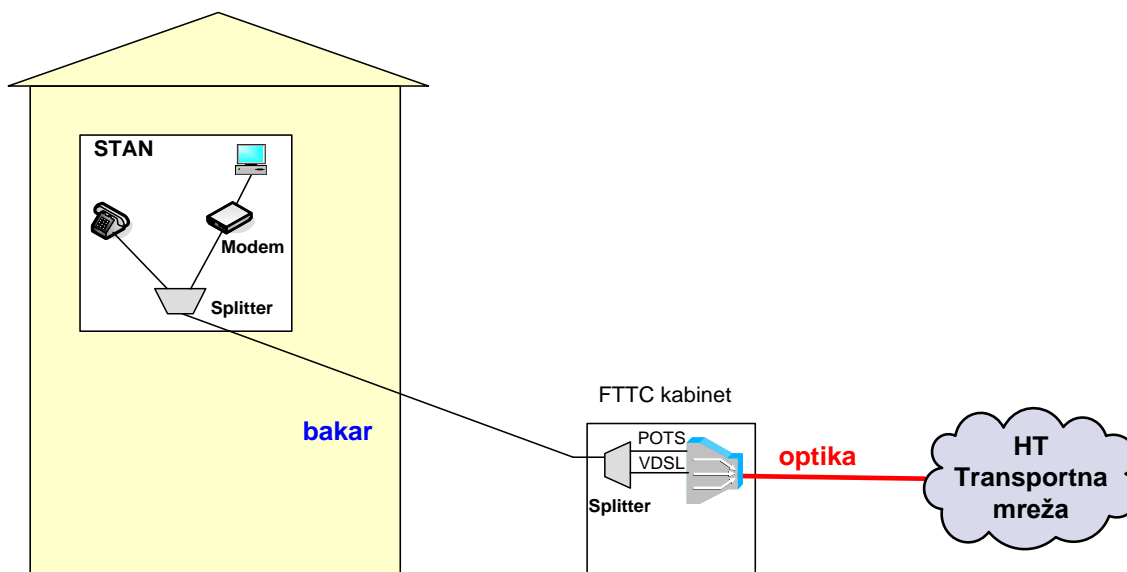 STAN
Modem
Splitter
bakar
FTTC kabinet
POTS
VDSL
Splitter
optika
HT
Transportna
mreža